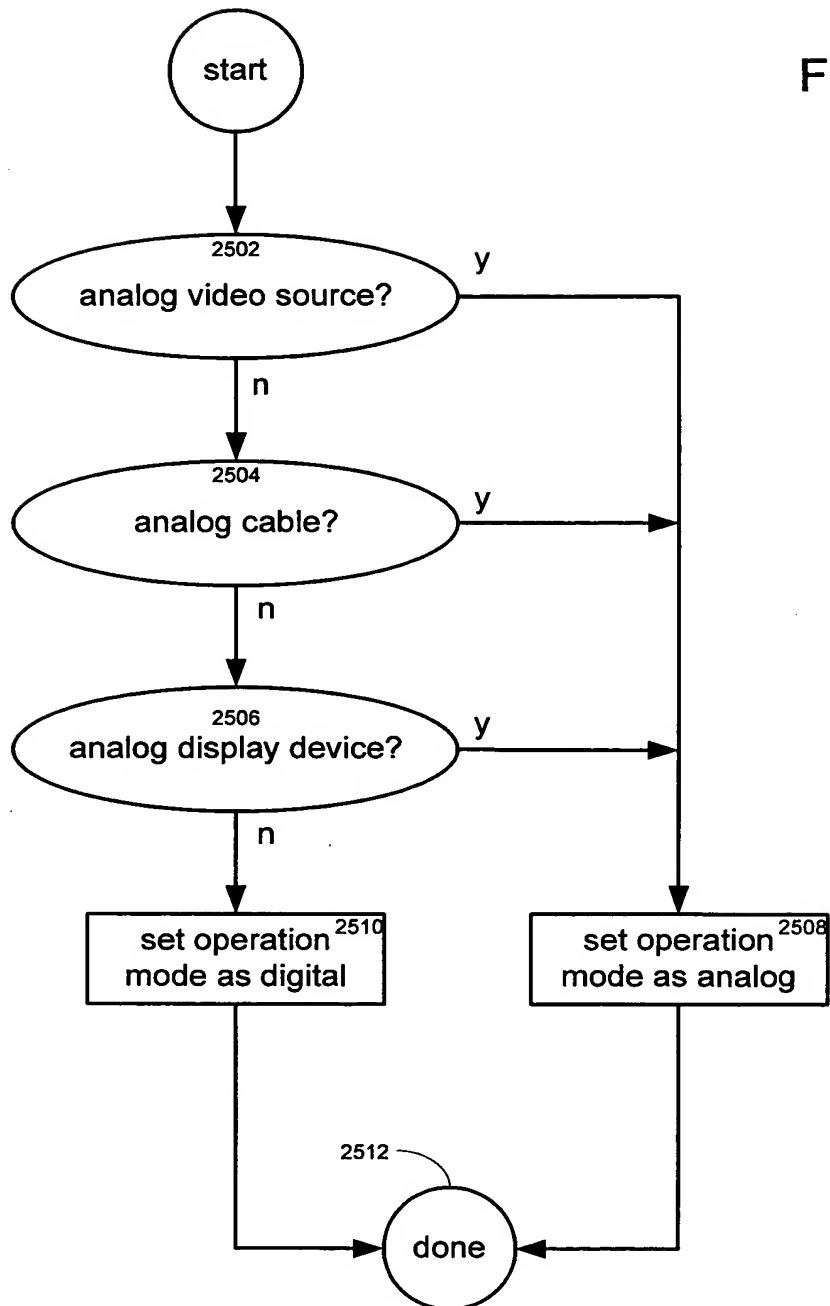 start
F
2502
analog video source?
y
n
2504
analog cable?
y
n
2506
analog display device?
y
n
set operation 2510
mode as digital
set operation 2508
mode as analog
2512
done